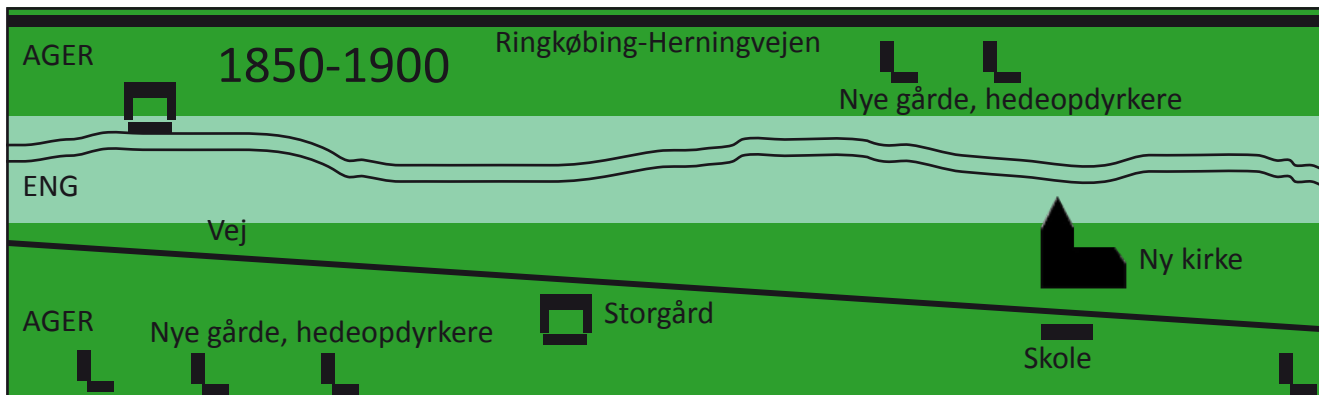 Ringkøbing-Herningvejen
AGER
1850-1900
Nye gårde, hedeopdyrkere
ENG
Vej
Ny kirke
Storgård
AGER
Nye gårde, hedeopdyrkere
Skole